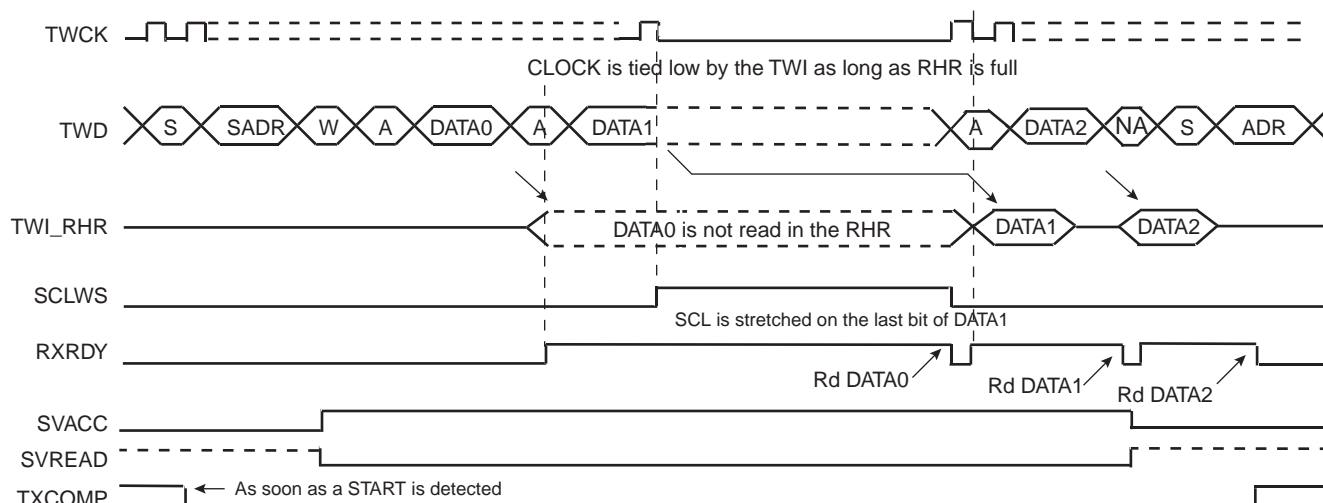 TWCK
CLOCK is tied low by the TWI as long as RHR is full
TWD S SADR W A DATA0 A DATA1 A DATA2 NA S ADR
TWI_RHR DATA0 is not read in the RHR DATA1 DATA2
SCLWS
SCL is stretched on the last bit of DATA1
RXRDY
Rd DATA0 Rd DATA1 Rd DATA2
SVACC
SVREAD
TXCOMP As soon as a START is detected